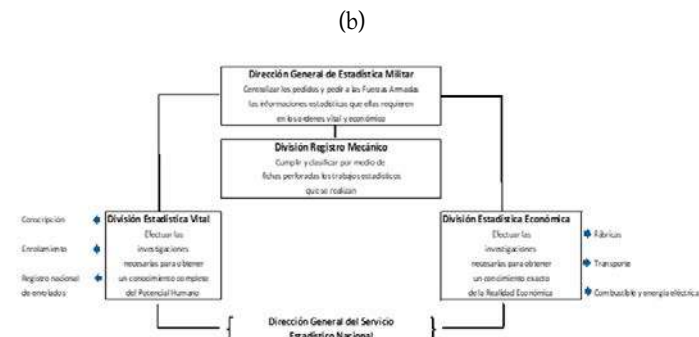 (b)
Dirección General de Estadística Militar
Centralizar los pedidos y pedir a las Fuerzas Armadas
las informaciones estadísticas que ellas requieren
en los ordenes vital y económico
División Registro Mecánico
Cumplir y clasificar por medio de
fichas perforadas los trabajos estadísticos
que se realizan
División Estadística Vital
Efectuar las
investigaciones
necesarias para obtener
un conocimiento completo
del Potencial Humano
Conscripción
Enrolamiento
Registro nacional
de enrolados
División Estadística Económica
Efectuar las
investigaciones
necesarias para obtener
un conocimiento exacto
de la Realidad Económica
Fábricas
Transporte
Combustible y energía eléctrica
Dirección General del Servicio
Estadístico Nacional